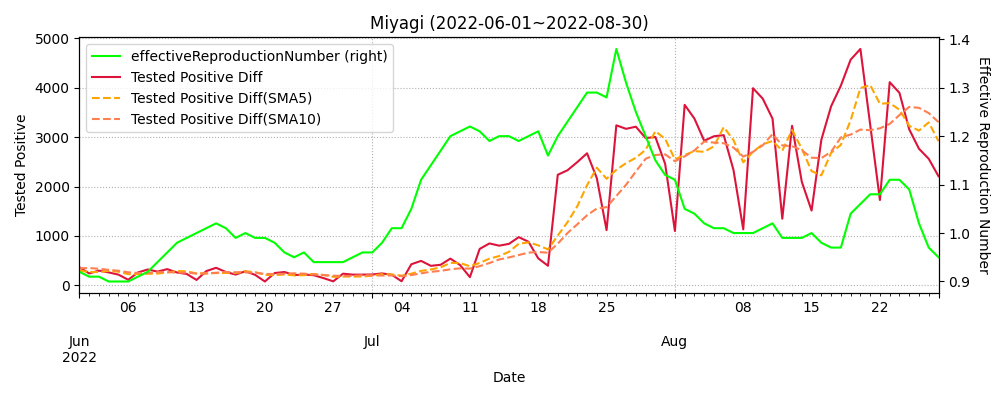 Miyagi (2022-06-01~2022-08-30)
effectiveReproductionNumber (right)
Tested Positive Diff
Tested Positive Diff(SMA5)
Tested Positive Diff(SMA10)
Tested Positive
5000
4000
3000
2000
1000
0
1.4
1.3
1.2
1.1
1.0
0.9
Effective Reproduction Number
06 13 20 27 04 11 18 25 08 15 22
Jun Jul Aug
2022
Date